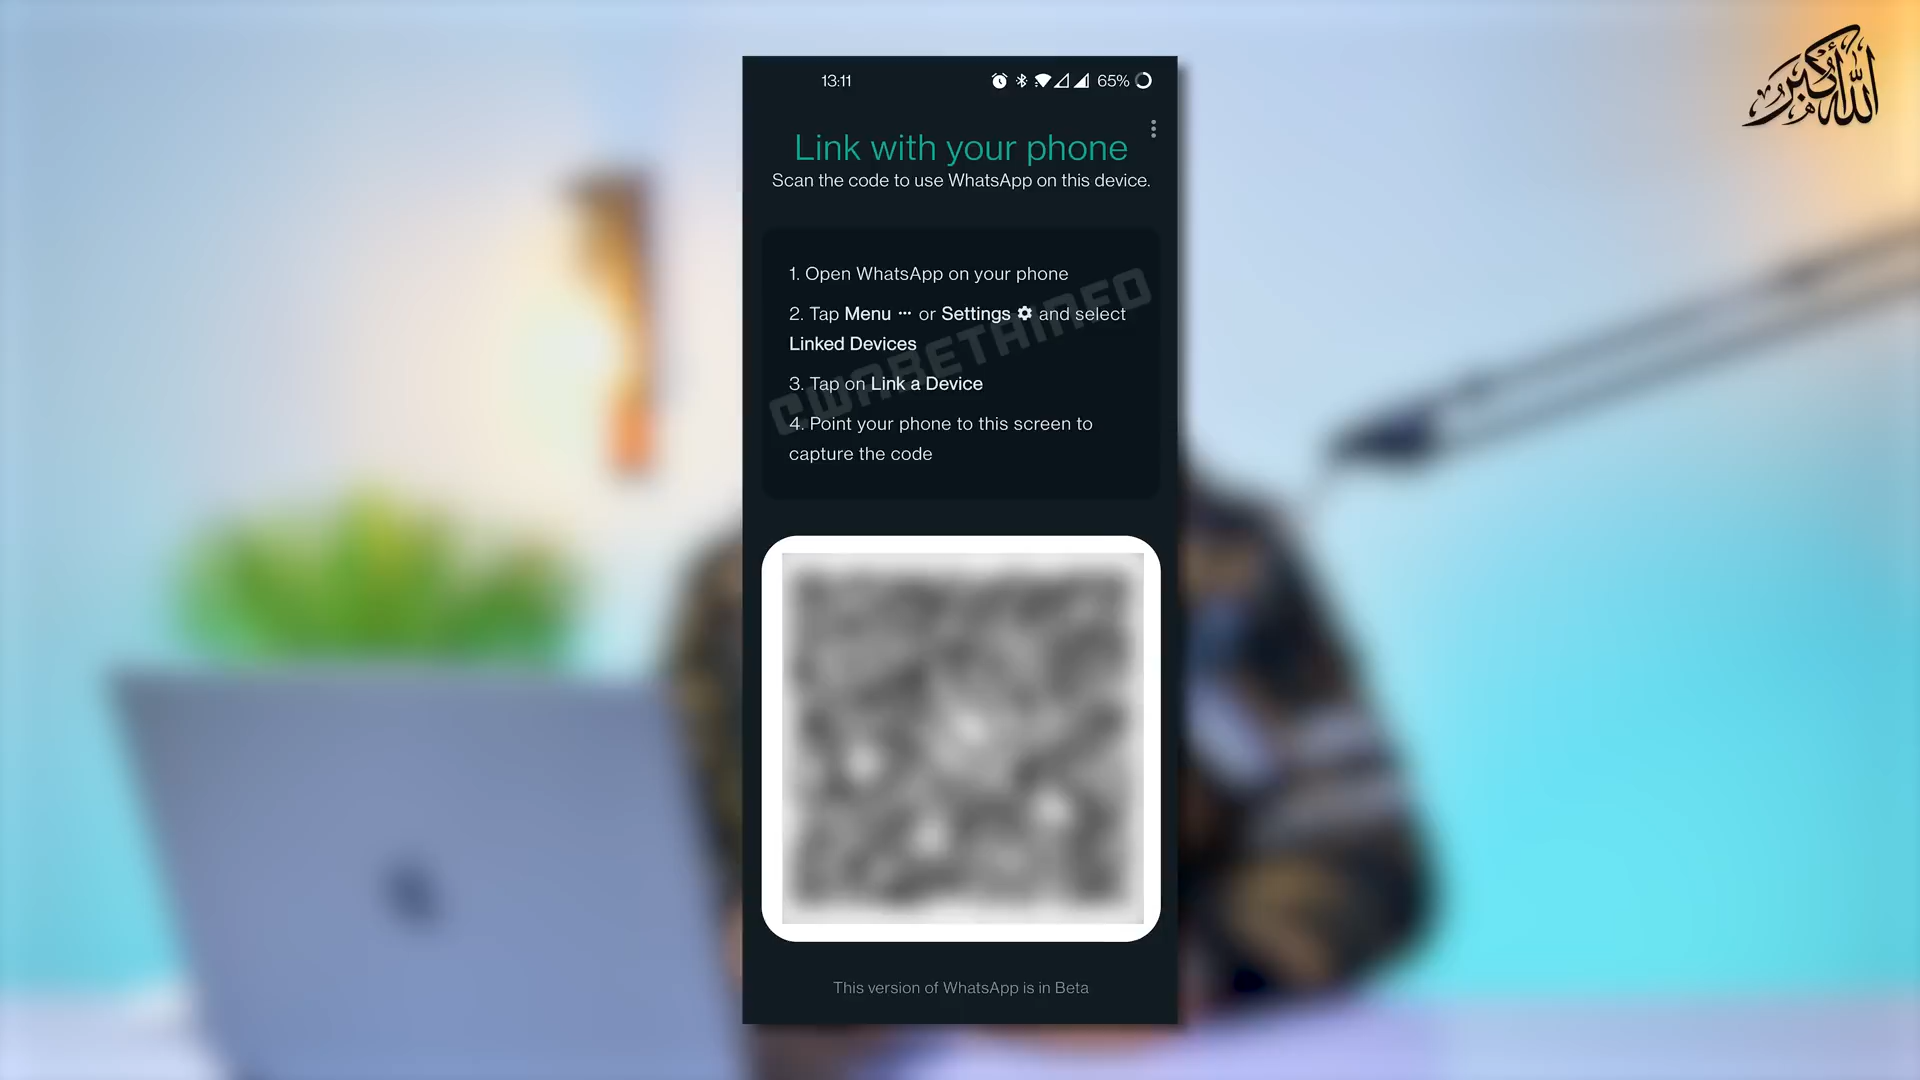 الله أكبر
13:11
65%
Link with your phone
Scan the code to use WhatsApp on this device.
1. Open WhatsApp on your phone
2. Tap Menu ··· or Settings and select
Linked Devices
3. Tap on Link a Device
4. Point your phone to this screen to
capture the code
©WABETAINFO
This version of WhatsApp is in Beta